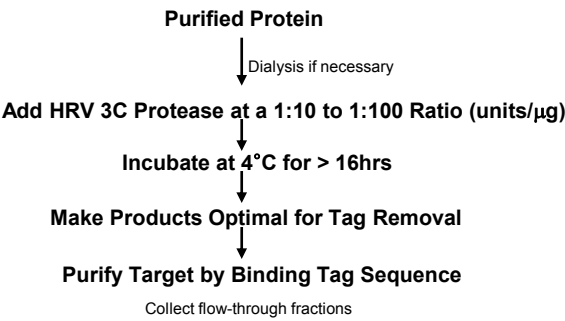 Purified Protein
Dialysis if necessary
Add HRV 3C Protease at a 1:10 to 1:100 Ratio (units/µg)
Incubate at 4°C for > 16hrs
Make Products Optimal for Tag Removal
Purify Target by Binding Tag Sequence
Collect flow-through fractions